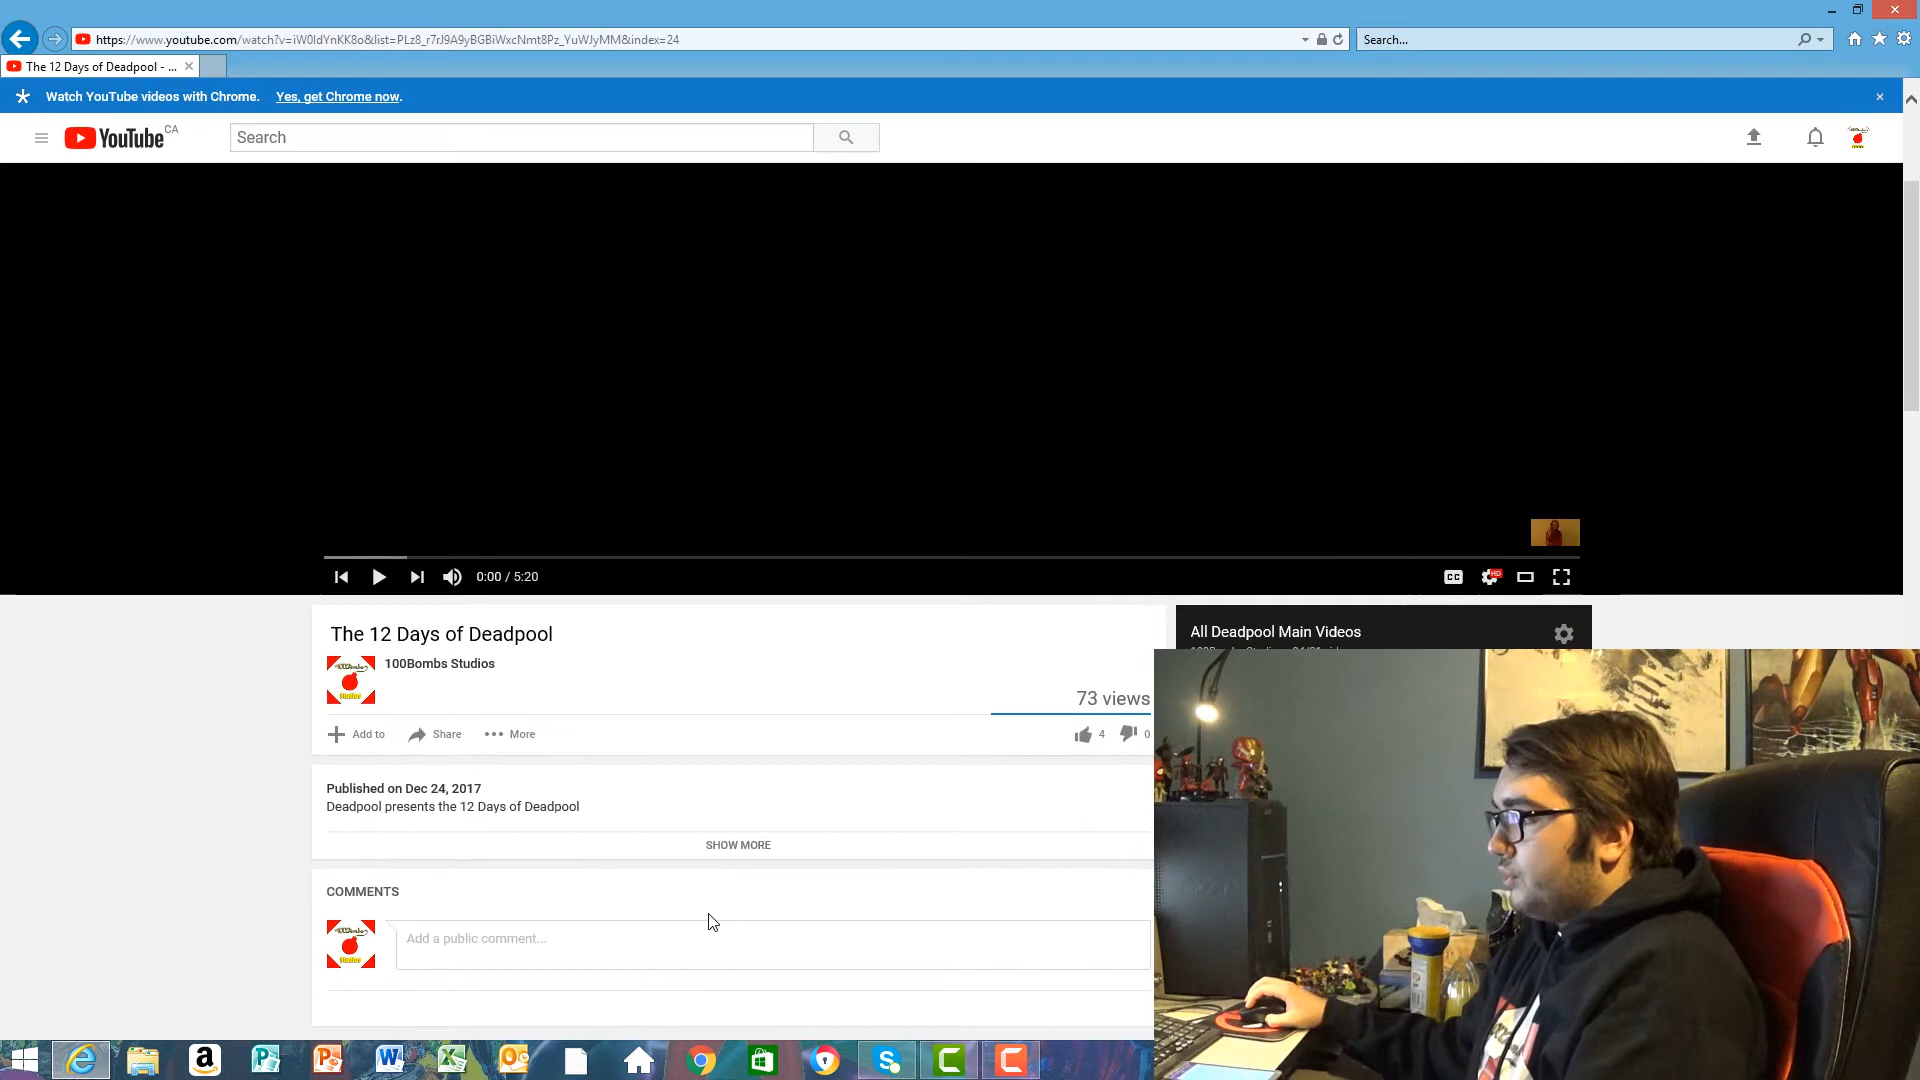 https://www.youtube.com/watch?v=iW0IdYnKK8o&list=PLz8_r7rJ9A9yBGBiWxcNmt8Pz_YuWJyMM&index=24
Search...
The 12 Days of Deadpool - ...
Watch YouTube videos with Chrome. Yes, get Chrome now.
YouTube CA
Search
0:00 / 5:20
CC
HD
The 12 Days of Deadpool
100Bombs Studios
73 views
Add to
Share
More
4
0
All Deadpool Main Videos
Published on Dec 24, 2017
Deadpool presents the 12 Days of Deadpool
SHOW MORE
COMMENTS
Add a public comment...